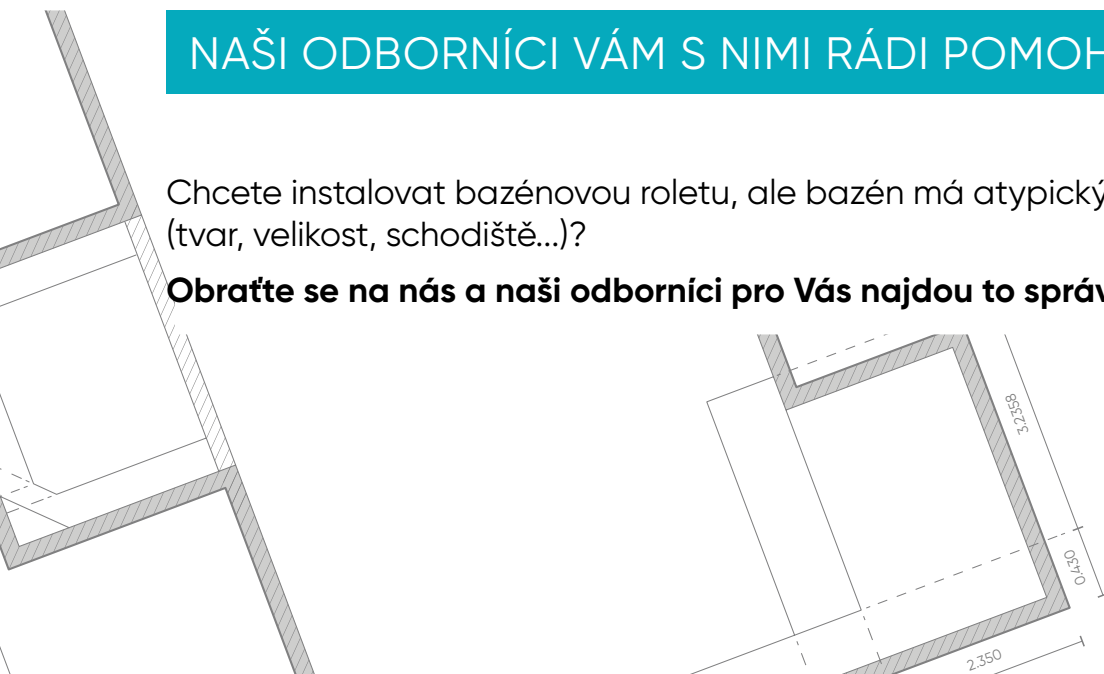 NAŠI ODBORNÍCI VÁM S NIMI RÁDI POMOH
Chcete instalovat bazénovou roletu, ale bazén má atypický
(tvar, velikost, schodiště...)?
Obraťte se na nás a naši odborníci pro Vás najdou to správ
3.2358
0.430
2.350